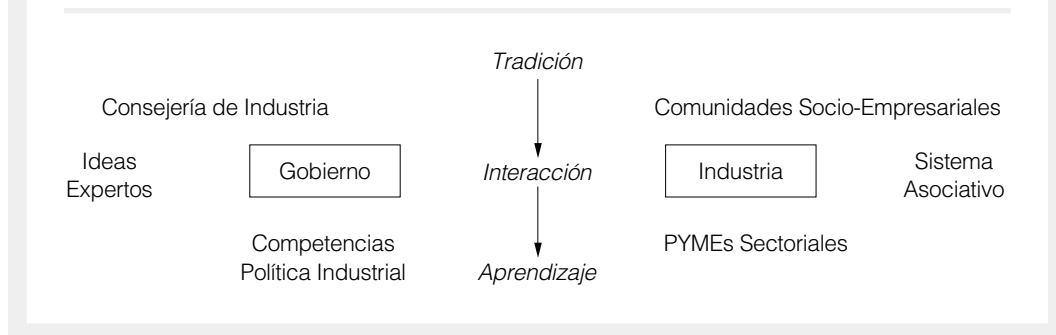 Tradición
Consejería de Industria
Comunidades Socio-Empresariales
Ideas
Expertos
Gobierno
Interacción
Industria
Sistema
Asociativo
Competencias
Política Industrial
Aprendizaje
PYMEs Sectoriales